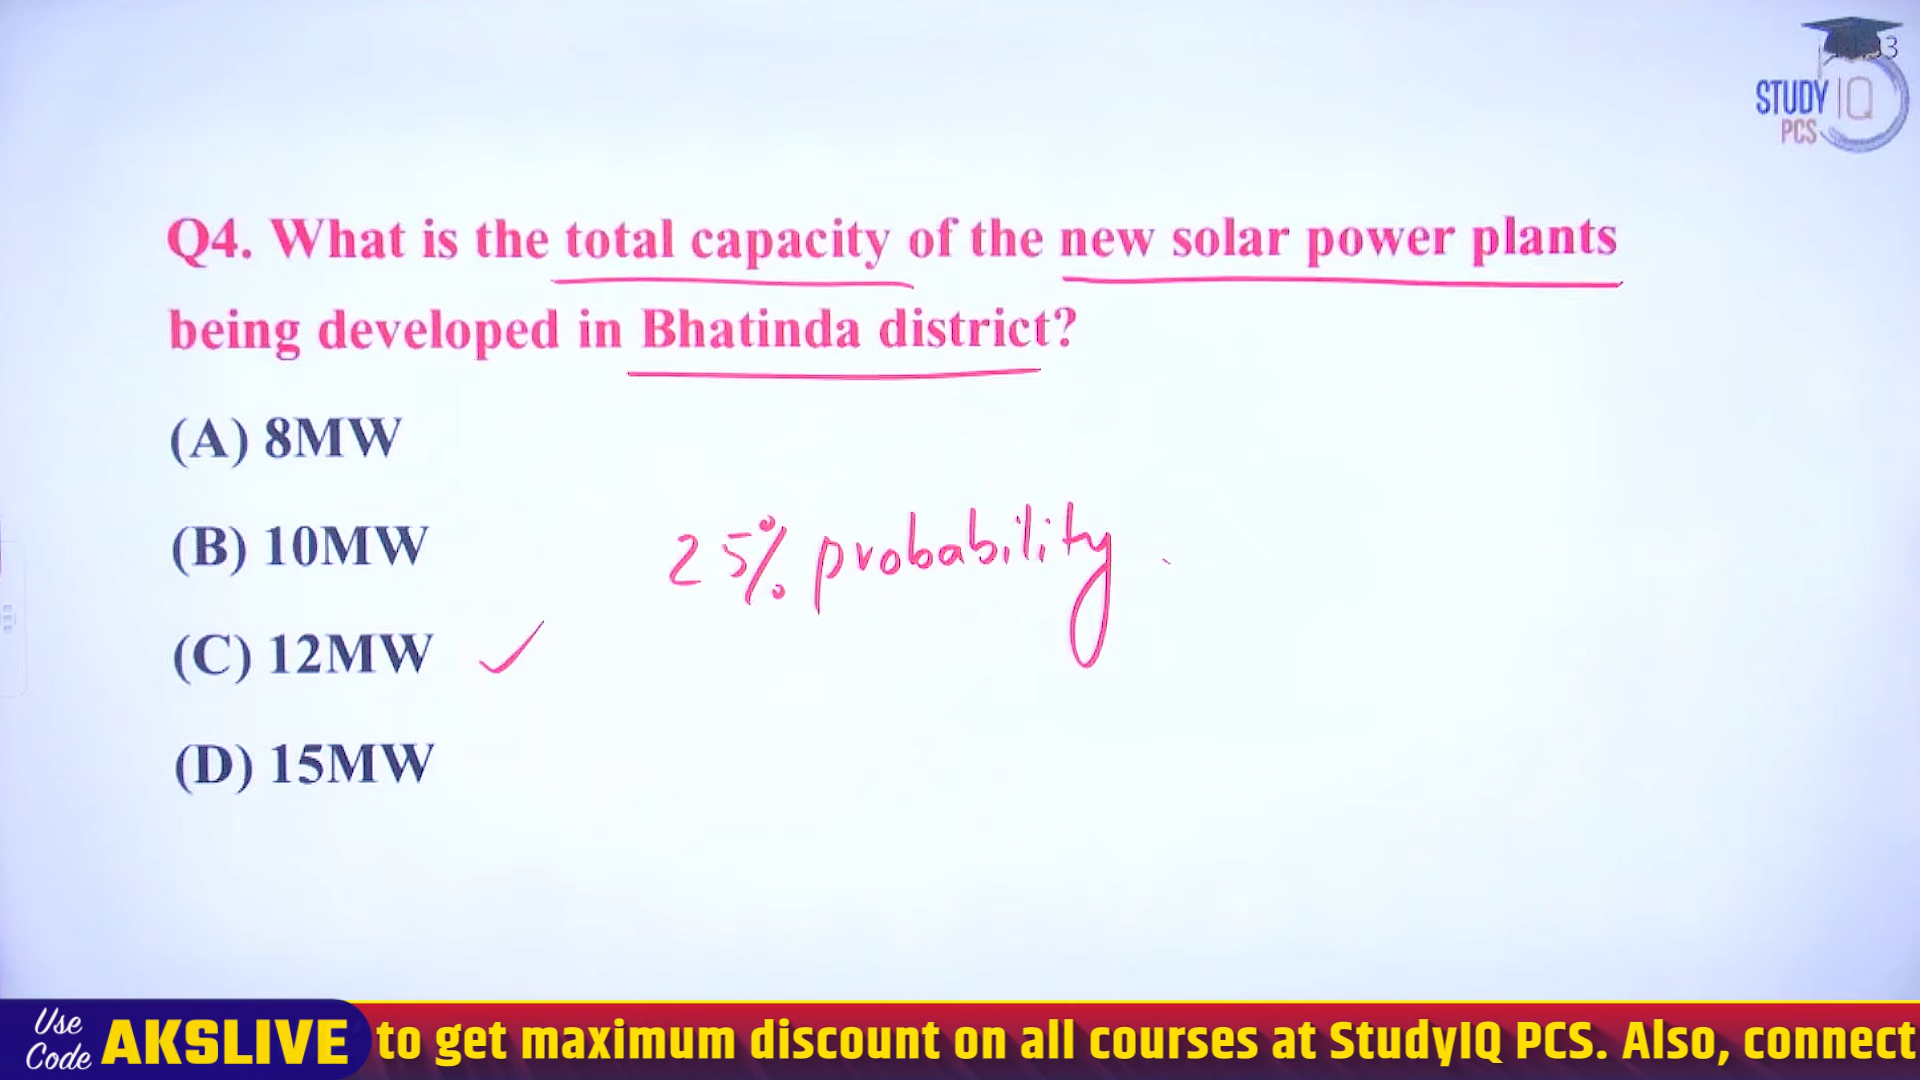 STUDY IQ
PCS
Q4. What is the total capacity of the new solar power plants
being developed in Bhatinda district?
(A) 8MW
(B) 10MW
25% probability
(C) 12MW
(D) 15MW
Use
Code
AKSLIVE
to get maximum discount on all courses at StudyIQ PCS. Also, connect